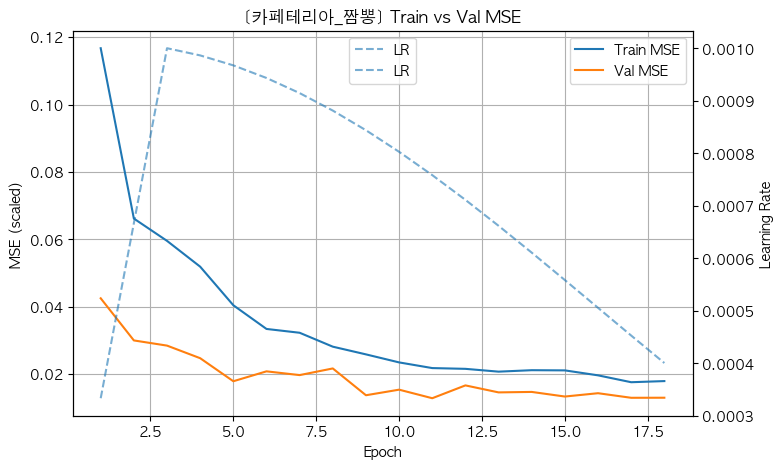 [카페테리아_짬뽕] Train vs Val MSE
MSE (scaled)
0.12
0.10
0.08
0.06
0.04
0.02
LR
LR
Train MSE
Val MSE
0.0010
0.0009
0.0008
0.0007
0.0006
0.0005
0.0004
0.0003
Learning Rate
2.5 5.0 7.5 10.0 12.5 15.0 17.5
Epoch